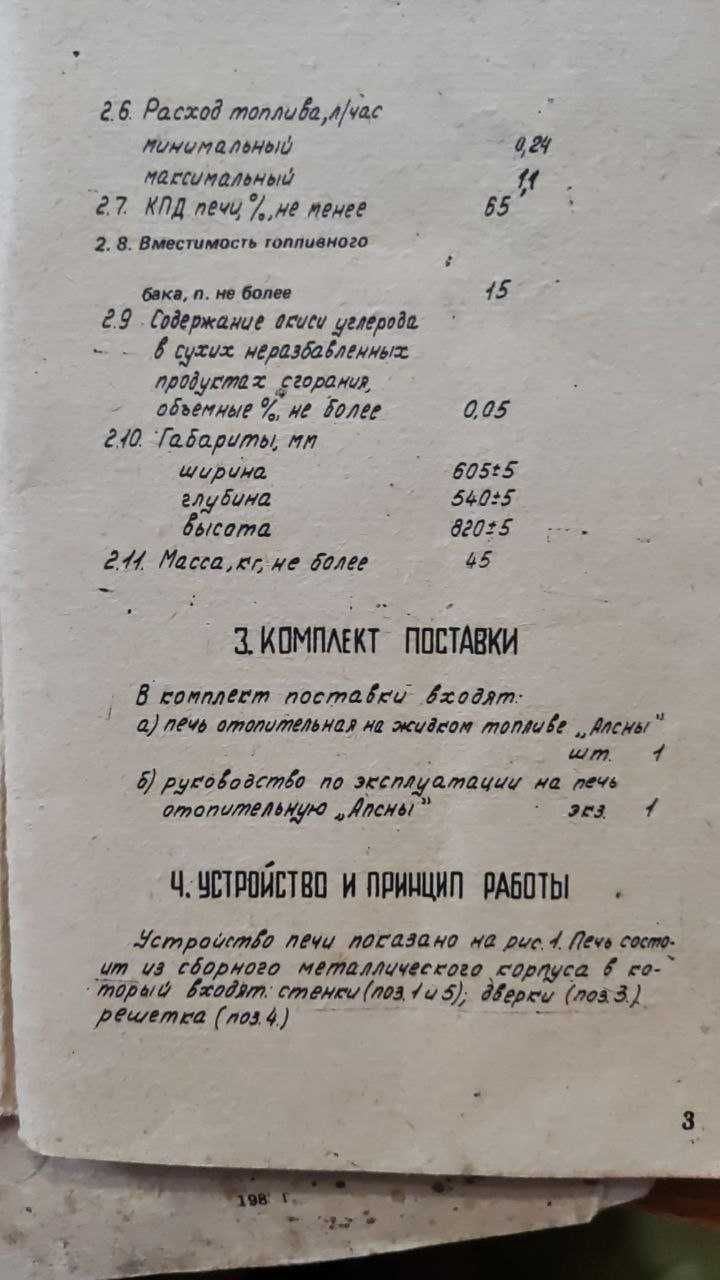 2.6. Расход топлива, л/час
минимальный 0,24
максимальный 1,1
2.7. КПД печи, %, не менее 65
2. 8. Вместимость топливного
бака, п. не более 15
2.9 Содержание окиси углерода
в сухих неразбавленных
продуктах сгорания,
объемные %, не более 0,05
2.10. Габариты, мм
ширина 605±5
глубина 540±5
высота 820±5
2.11. Масса, кг, не более 45
3. КОМПЛЕКТ ПОСТАВКИ
В комплект поставки входят:
а) печь отопительная на жидком топливе „Апсны”
шт. 1
б) руководство по эксплуатации на печь
отопительную „Апсны” экз. 1
4. УСТРОЙСТВО И ПРИНЦИП РАБОТЫ
Устройство печи показано на рис. 1. Печь состо-
ит из сборного металлического корпуса в ко-
торый входят: стенки (поз. 1 и 5); дверки (поз. 3.)
решетка (поз. 4.)
3
198 г.